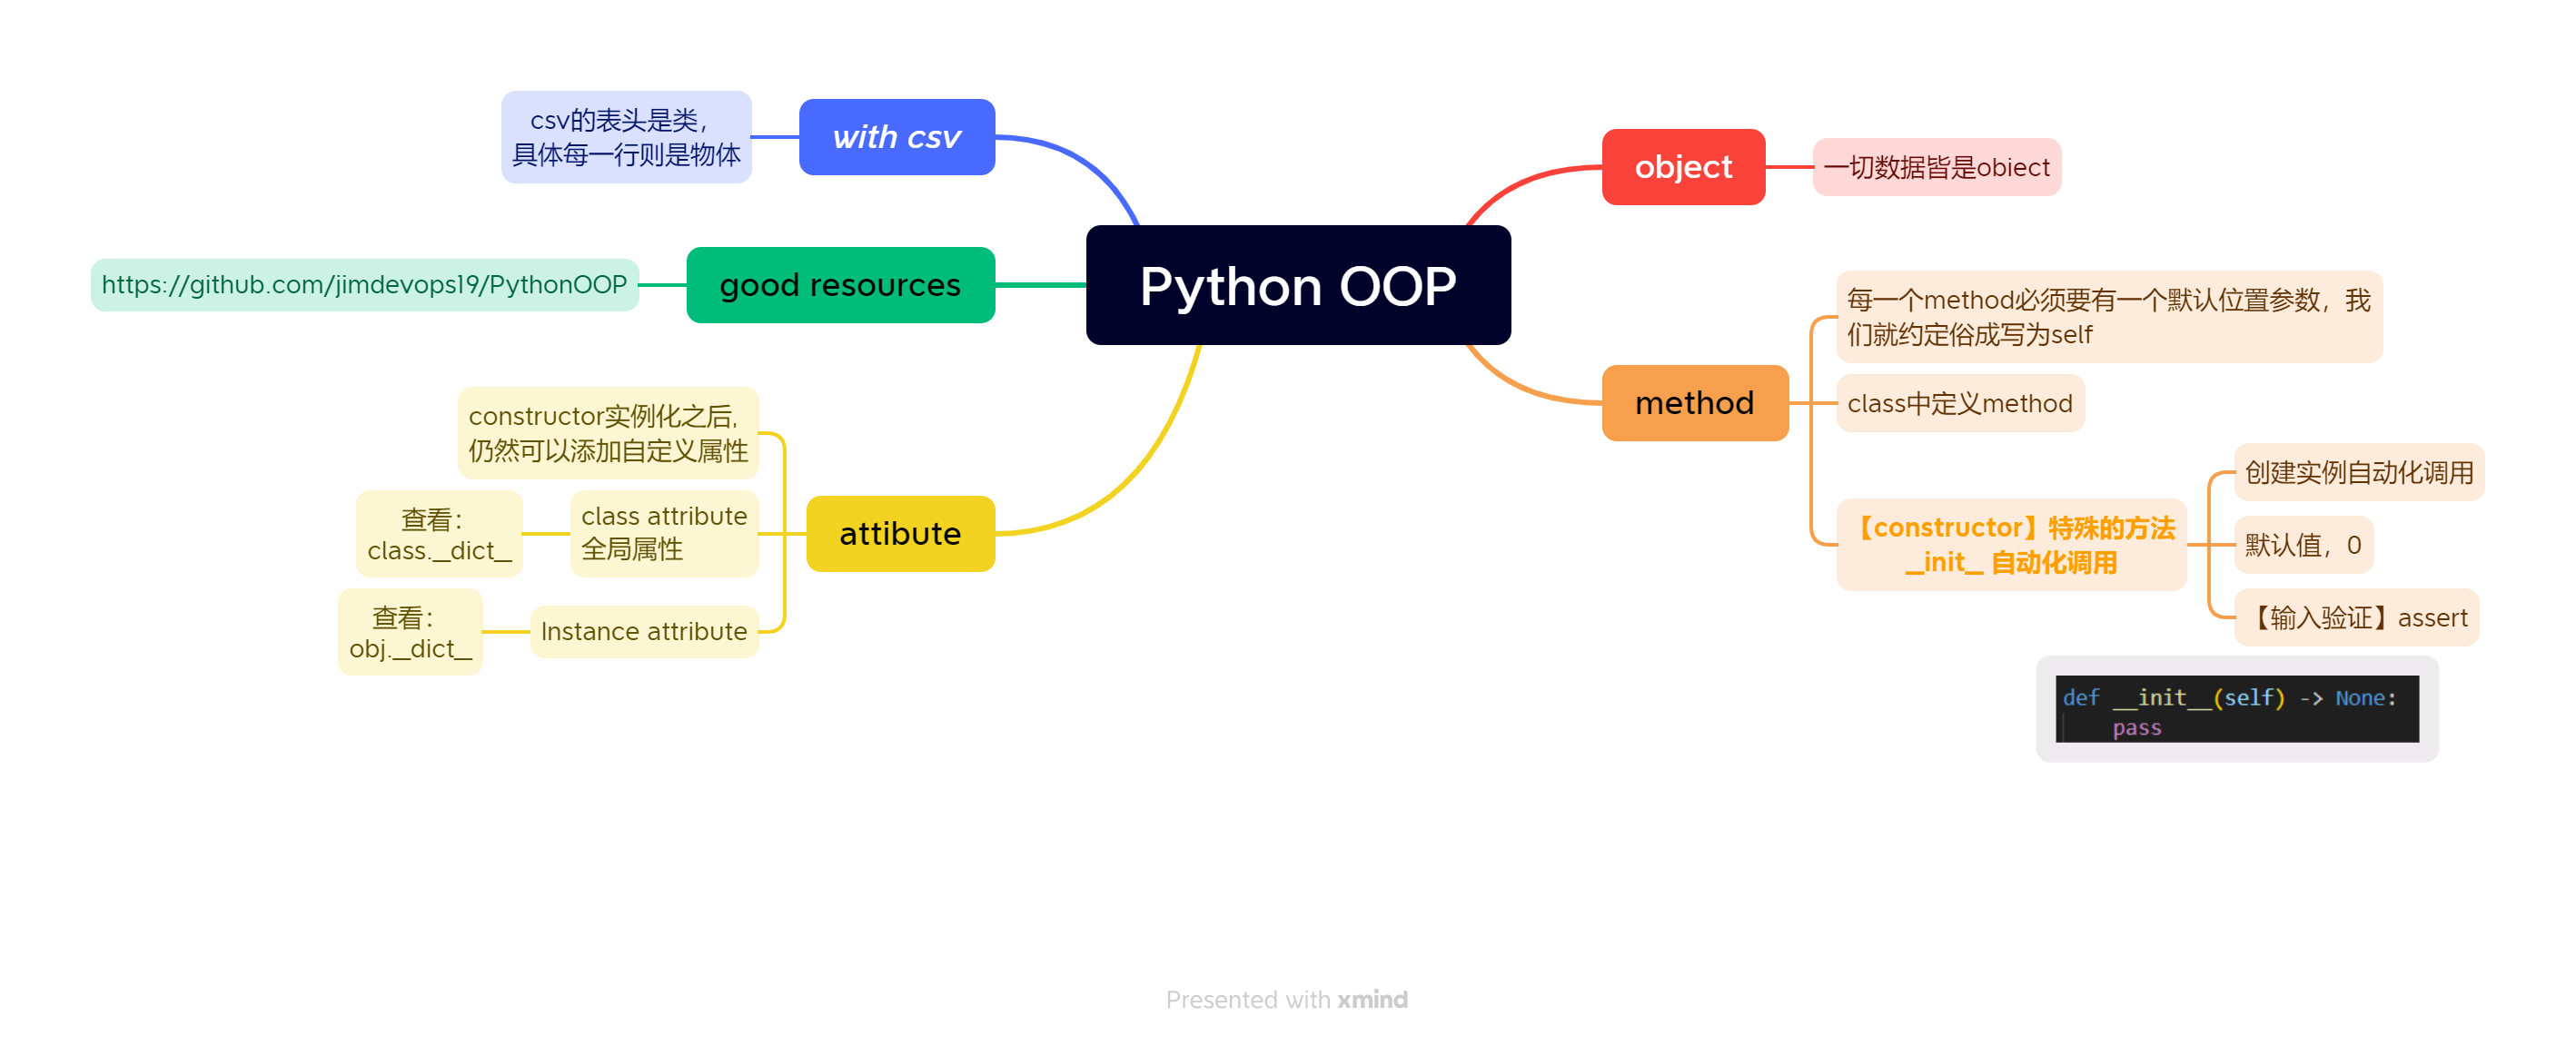 Python OOP
object
一切数据皆是obiect
method
每一个method必须要有一个默认位置参数，我
们就约定俗成写为self
class中定义method
【constructor】特殊的方法
__init__ 自动化调用
创建实例自动化调用
默认值，0
【输入验证】assert
def __init__(self) -> None:
pass
with csv
csv的表头是类，
具体每一行则是物体
good resources
https://github.com/jimdevops19/PythonOOP
attibute
constructor实例化之后，
仍然可以添加自定义属性
class attribute
全局属性
查看：
class.__dict__
Instance attribute
查看：
obj.__dict__
Presented with xmind